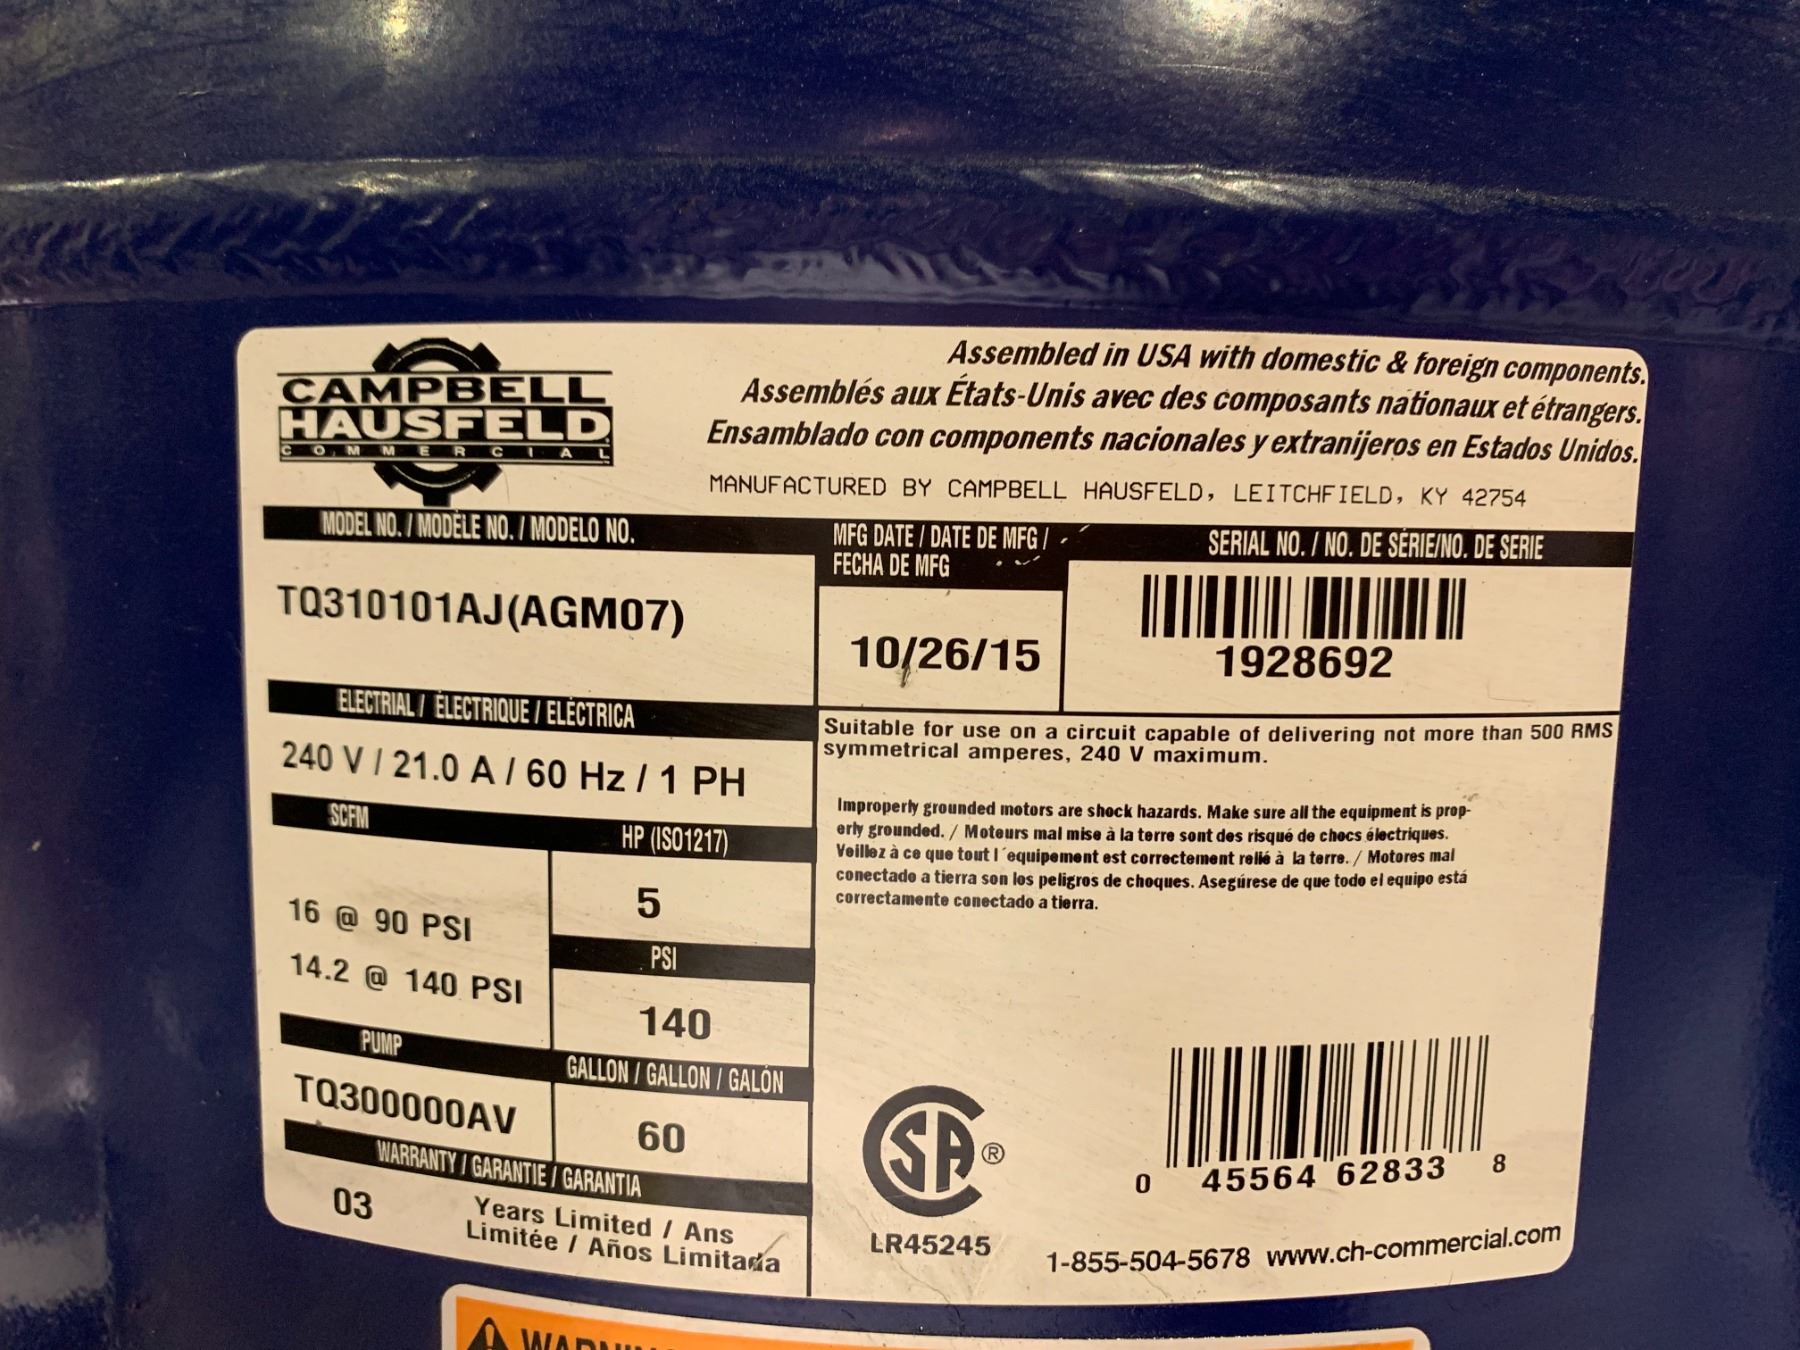 CAMPBELL
HAUSFELD
COMMERCIAL
Assembled in USA with domestic & foreign components.
Assemblés aux États-Unis avec des composants nationaux et étrangers.
Ensamblado con components nacionales y extranijeros en Estados Unidos.
MANUFACTURED BY CAMPBELL HAUSFELD, LEITCHFIELD, KY 42754
MODEL NO. / MODÈLE NO. / MODELO NO.
TQ310101AJ(AGM07)
MFG DATE / DATE DE MFG /
FECHA DE MFG
10/26/15
SERIAL NO. / NO. DE SÉRIE/NO. DE SERIE
1928692
ELECTRIAL / ÉLECTRIQUE / ELÉCTRICA
240 V / 21.0 A / 60 Hz / 1 PH
SCFM
16 @ 90 PSI
14.2 @ 140 PSI
HP (ISO1217)
5
PSI
140
PUMP
TQ300000AV
GALLON / GALLON / GALÓN
60
WARRANTY / GARANTIE / GARANTIA
03
Years Limited / Ans
Limitée / Años Limitada
Suitable for use on a circuit capable of delivering not more than 500 RMS
symmetrical amperes, 240 V maximum.
Improperly grounded motors are shock hazards. Make sure all the equipment is prop-
erly grounded. / Moteurs mal mise à la terre sont des risqué de chocs électriques.
Veillez à ce que tout l´equipement est correctement relié à la terre. / Motores mal
conectado a tierra son los peligros de choques. Asegúrese de que todo el equipo está
correctamente conectado a tierra.
SA ®
LR45245
0 45564 62833 8
1-855-504-5678 www.ch-commercial.com
WARNING